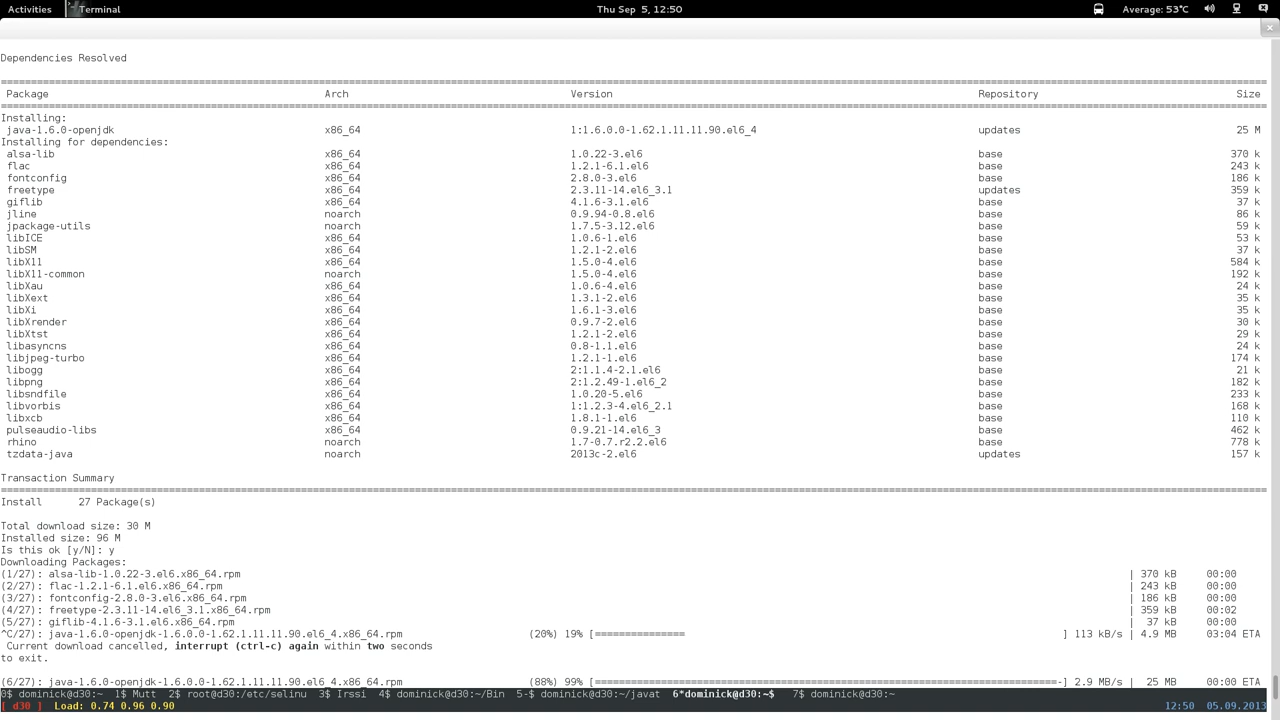 Activities Terminal Thu Sep 5, 12:50 Average: 53°C
Dependencies Resolved
================================================================================
Package Arch Version Repository Size
================================================================================
Installing:
java-1.6.0-openjdk x86_64 1:1.6.0.0-1.62.1.11.11.90.el6_4 updates 25 M
Installing for dependencies:
alsa-lib x86_64 1.0.22-3.el6 base 370 k
flac x86_64 1.2.1-6.1.el6 base 243 k
fontconfig x86_64 2.8.0-3.el6 base 186 k
freetype x86_64 2.3.11-14.el6_3.1 updates 359 k
giflib x86_64 4.1.6-3.1.el6 base 37 k
jline noarch 0.9.94-0.8.el6 base 86 k
jpackage-utils noarch 1.7.5-3.12.el6 base 59 k
libICE x86_64 1.0.6-1.el6 base 53 k
libSM x86_64 1.2.1-2.el6 base 37 k
libX11 x86_64 1.5.0-4.el6 base 584 k
libX11-common noarch 1.5.0-4.el6 base 192 k
libXau x86_64 1.0.6-4.el6 base 24 k
libXext x86_64 1.3.1-2.el6 base 35 k
libXi x86_64 1.6.1-3.el6 base 35 k
libXrender x86_64 0.9.7-2.el6 base 30 k
libXtst x86_64 1.2.1-2.el6 base 29 k
libasyncns x86_64 0.8-1.1.el6 base 24 k
libjpeg-turbo x86_64 1.2.1-1.el6 base 174 k
libogg x86_64 2:1.1.4-2.1.el6 base 21 k
libpng x86_64 2:1.2.49-1.el6_2 base 182 k
libsndfile x86_64 1.0.20-5.el6 base 233 k
libvorbis x86_64 1:1.2.3-4.el6_2.1 base 168 k
libxcb x86_64 1.8.1-1.el6 base 110 k
pulseaudio-libs x86_64 0.9.21-14.el6_3 base 462 k
rhino noarch 1.7-0.7.r2.2.el6 base 778 k
tzdata-java noarch 2013c-2.el6 updates 157 k
Transaction Summary
================================================================================
Install 27 Package(s)
Total download size: 30 M
Installed size: 96 M
Is this ok [y/N]: y
Downloading Packages:
(1/27): alsa-lib-1.0.22-3.el6.x86_64.rpm | 370 kB 00:00
(2/27): flac-1.2.1-6.1.el6.x86_64.rpm | 243 kB 00:00
(3/27): fontconfig-2.8.0-3.el6.x86_64.rpm | 186 kB 00:00
(4/27): freetype-2.3.11-14.el6_3.1.x86_64.rpm | 359 kB 00:02
(5/27): giflib-4.1.6-3.1.el6.x86_64.rpm | 37 kB 00:00
^C/27): java-1.6.0-openjdk-1.6.0.0-1.62.1.11.11.90.el6_4.x86_64.rpm (20%) 19% [=============== ] 113 kB/s | 4.9 MB 03:04 ETA
Current download cancelled, interrupt (ctrl-c) again within two seconds
to exit.
(6/27): java-1.6.0-openjdk-1.6.0.0-1.62.1.11.11.90.el6_4.x86_64.rpm (88%) 99% [=============================================================================-] 2.9 MB/s | 25 MB 00:00 ETA
0$ dominick@d30:~ 1$ Mutt 2$ root@d30:/etc/selinu 3$ Irssi 4$ dominick@d30:~/Bin 5-$ dominick@d30:~/javat 6*dominick@d30:~$ 7$ dominick@d30:~
[ d30 ] Load: 0.74 0.96 0.90 12:50 05.09.2013